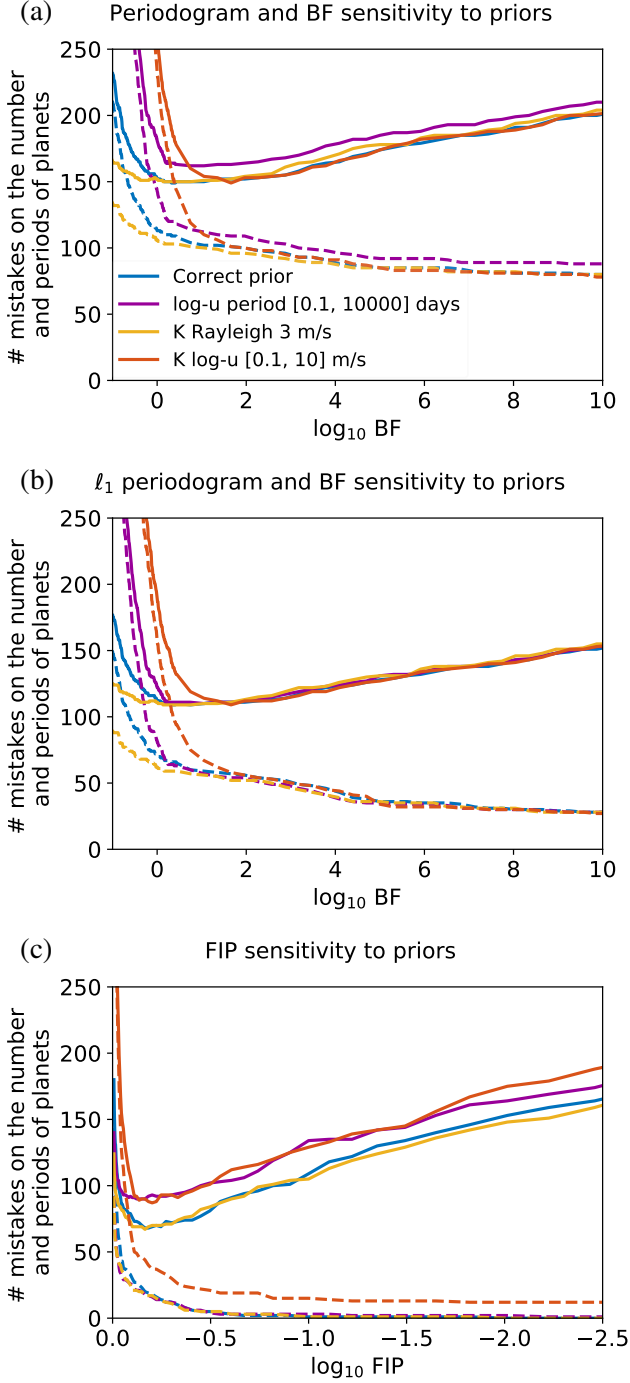 (a) Periodogram and BF sensitivity to priors
250
200
150
100
50
0
# mistakes on the number
and periods of planets
Correct prior
log-u period [0.1, 10000] days
K Rayleigh 3 m/s
K log-u [0.1, 10] m/s
0 2 4 6 8 10
log₁₀ BF
(b) ℓ₁ periodogram and BF sensitivity to priors
250
200
150
100
50
0
# mistakes on the number
and periods of planets
0 2 4 6 8 10
log₁₀ BF
(c) FIP sensitivity to priors
250
200
150
100
50
0
# mistakes on the number
and periods of planets
0.0 −0.5 −1.0 −1.5 −2.0 −2.5
log₁₀ FIP